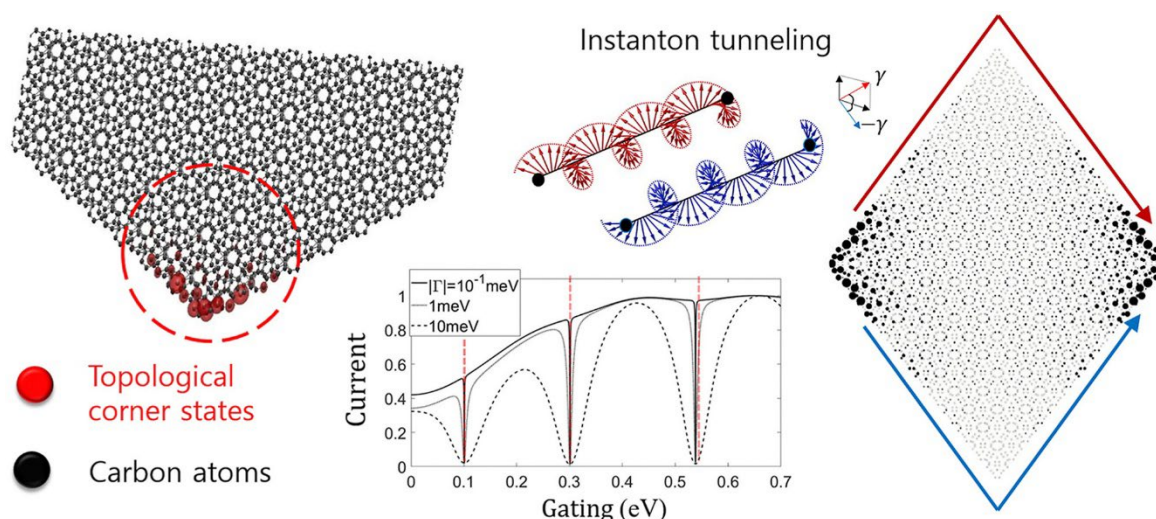 Instanton tunneling
γ
−γ
Topological
corner states
Carbon atoms
|Γ|=10⁻¹meV
1meV
10meV
Current
1
0.8
0.6
0.4
0.2
0
0 0.1 0.2 0.3 0.4 0.5 0.6 0.7
Gating (eV)